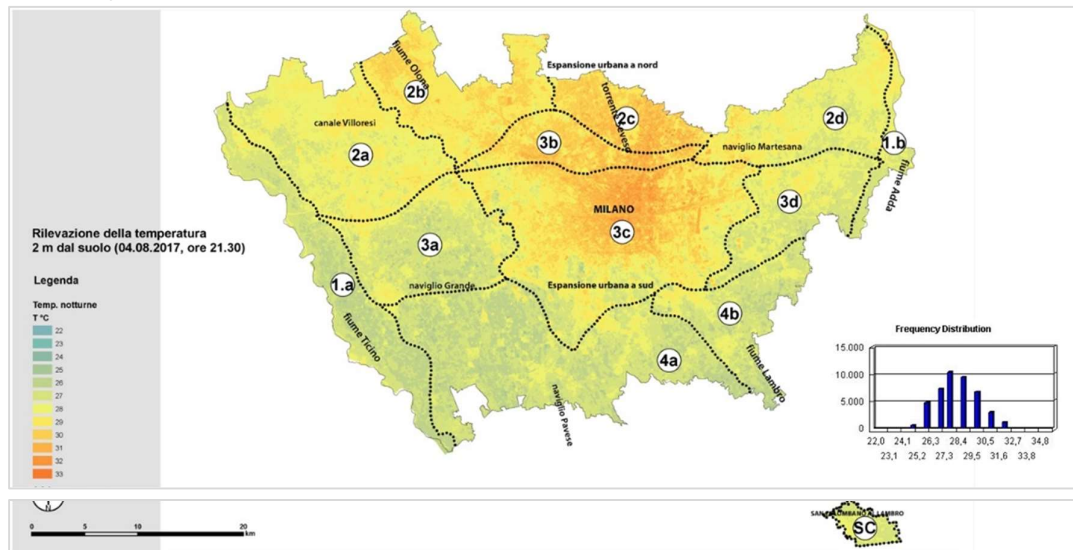 Espansione urbana a nord
fiume Olona
2b
torrente Seveso
2c
2d
canale Villoresi
3b
naviglio Martesana
1.b
2a
fiume Adda
3d
MILANO
3c
Rilevazione della temperatura
2 m dal suolo (04.08.2017, ore 21.30)
3a
Legenda
1.a
naviglio Grande
Espansione urbana a sud
Temp. notturne
T °C
22
23
24
25
26
27
28
29
30
31
32
33
4b
fiume Ticino
4a
fiume Lambro
naviglio Pavese
Frequency Distribution
15.000
10.000
5.000
0
22,0 24,1 26,3 28,4 30,5 32,7 34,8
23,1 25,2 27,3 29,5 31,6 33,8
0 5 10 15 20
km
SAN COLOMBANO AL LAMBRO
SC